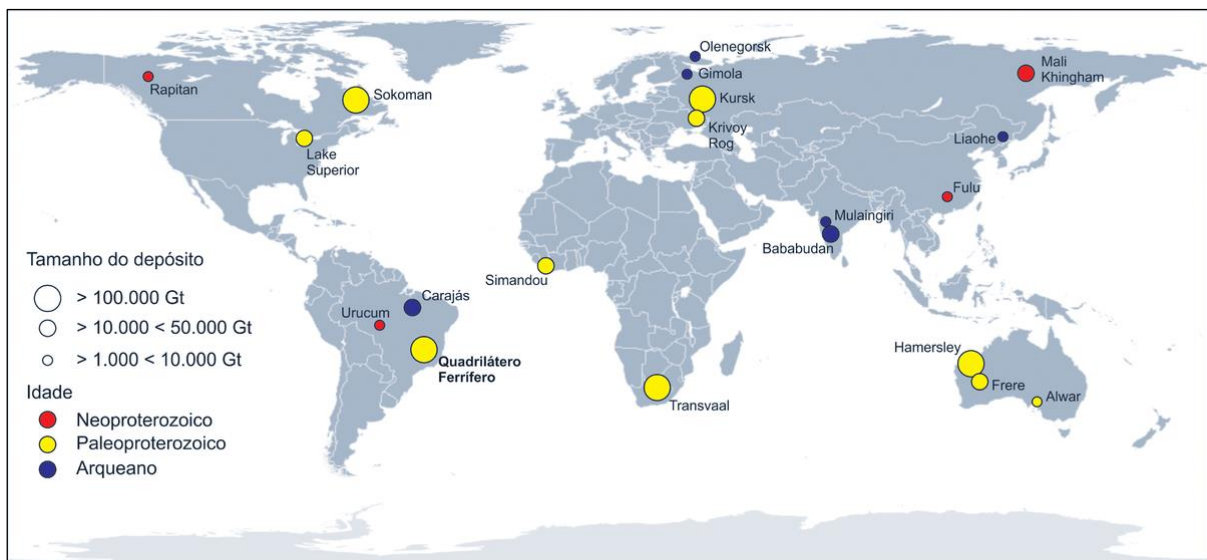 Olenegorsk
Gimola
Mali
Khingham
Rapitan
Sokoman
Kursk
Krivoy
Rog
Lake
Superior
Liaohe
Fulu
Mulaingiri
Bababudan
Simandou
Carajás
Urucum
Quadrilátero
Ferrífero
Transvaal
Hamersley
Frere
Alwar
Tamanho do depósito
> 100.000 Gt
> 10.000 < 50.000 Gt
> 1.000 < 10.000 Gt
Idade
Neoproterozoico
Paleoproterozoico
Arqueano